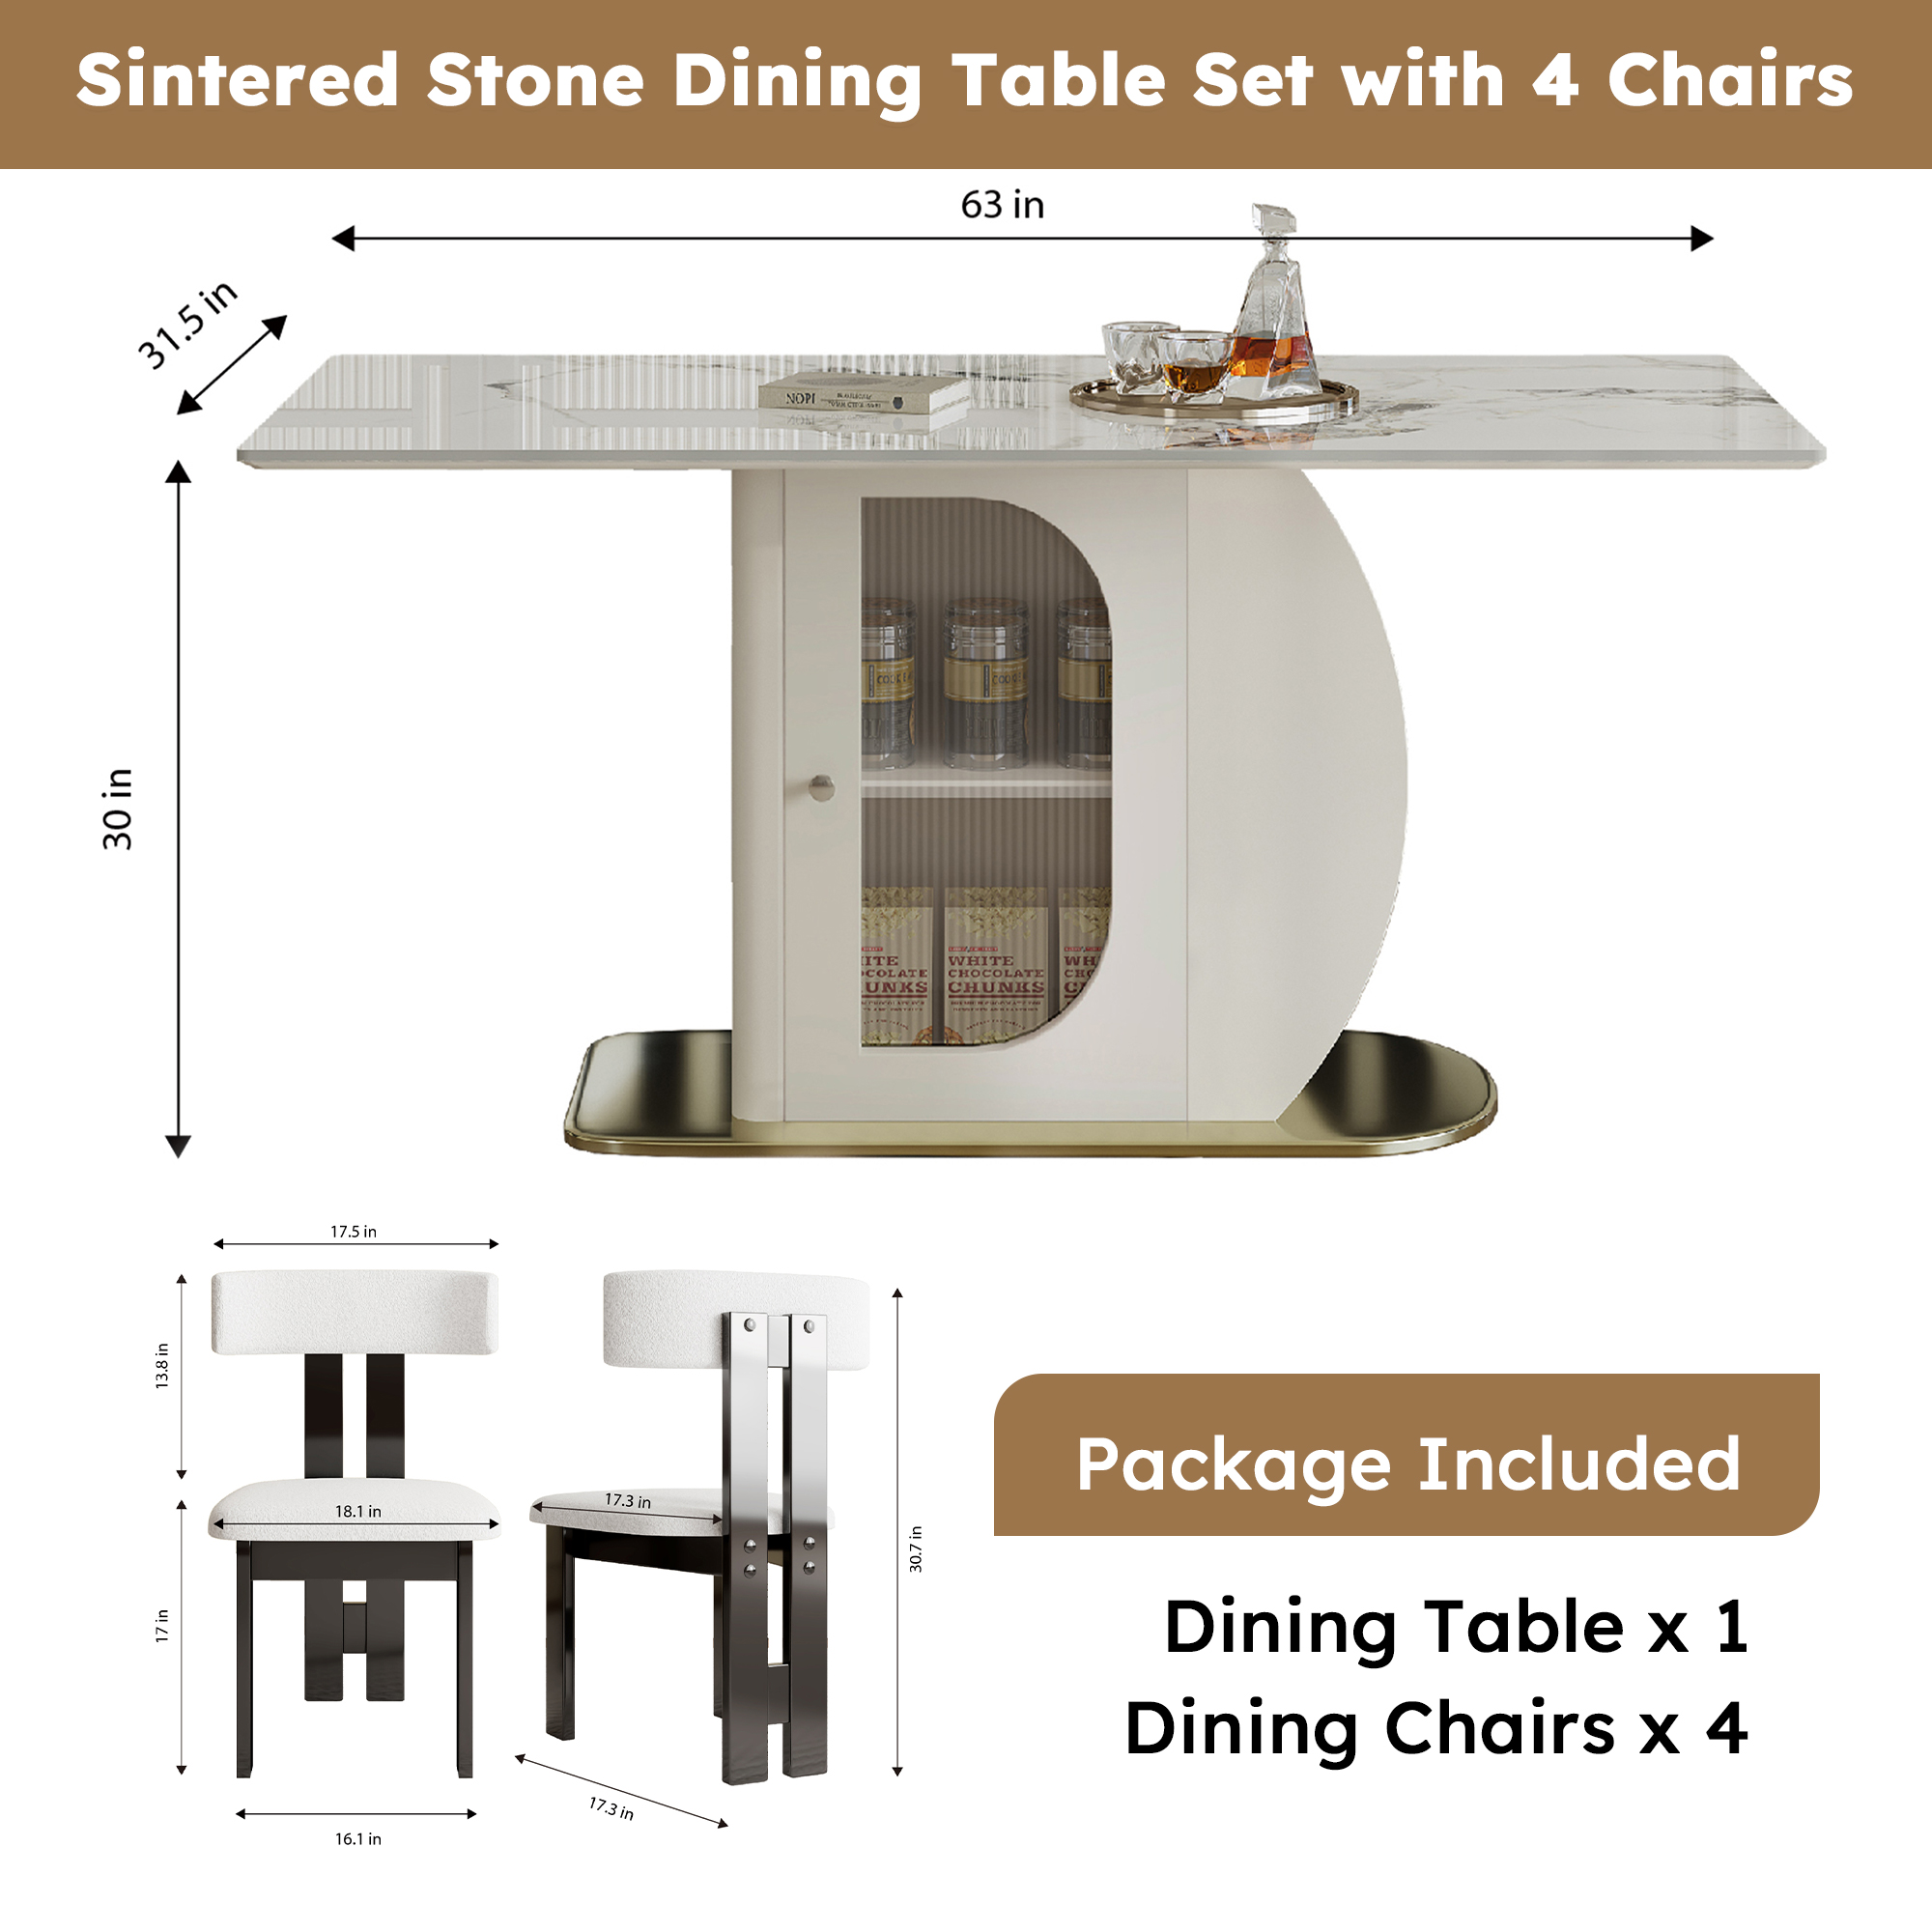 Sintered Stone Dining Table Set with 4 Chairs
63 in
31.5 in
30 in
NOPI
COOKE
WHITE
CHOCOLATE
CHUNKS
17.5 in
13.8 in
18.1 in
17 in
16.1 in
17.3 in
30.7 in
17.3 in
Package Included
Dining Table x 1
Dining Chairs x 4